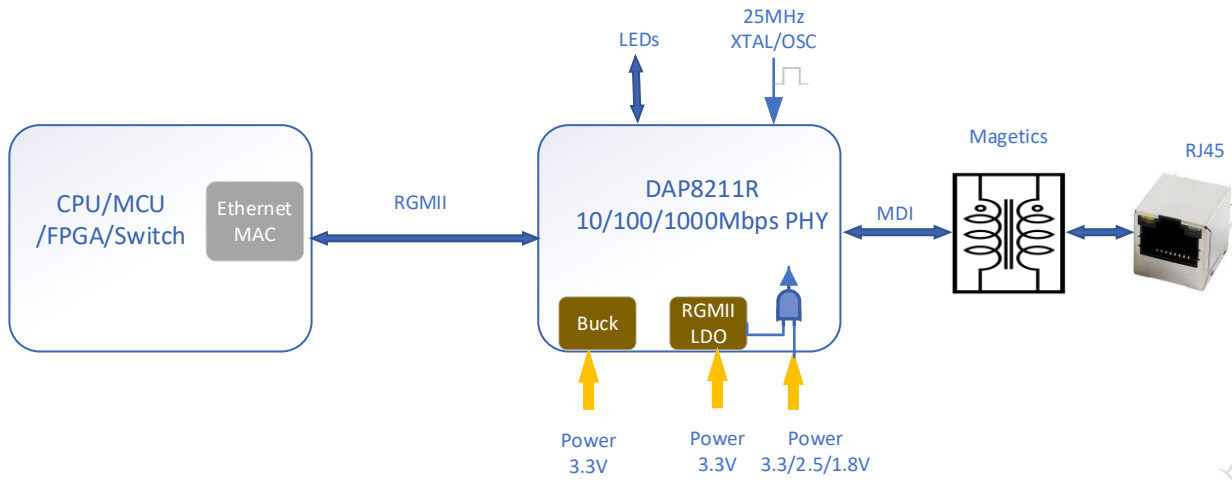 25MHz
XTAL/OSC
LEDs
Magetics
RJ45
CPU/MCU
/FPGA/Switch
Ethernet
MAC
RGMII
DAP8211R
10/100/1000Mbps PHY
MDI
Buck
RGMII
LDO
Power
3.3V
Power
3.3V
Power
3.3/2.5/1.8V